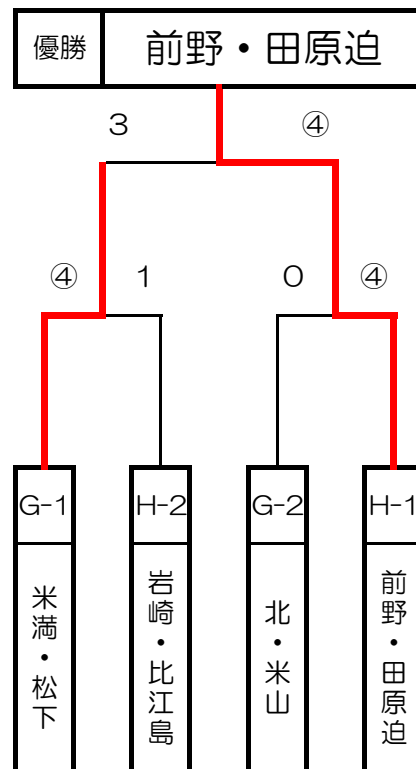 優勝 前野・田原迫
3 ④
④ 1 0 ④
G-1 H-2 G-2 H-1
米満・松下
岩崎・比江島
北・米山
前野・田原迫